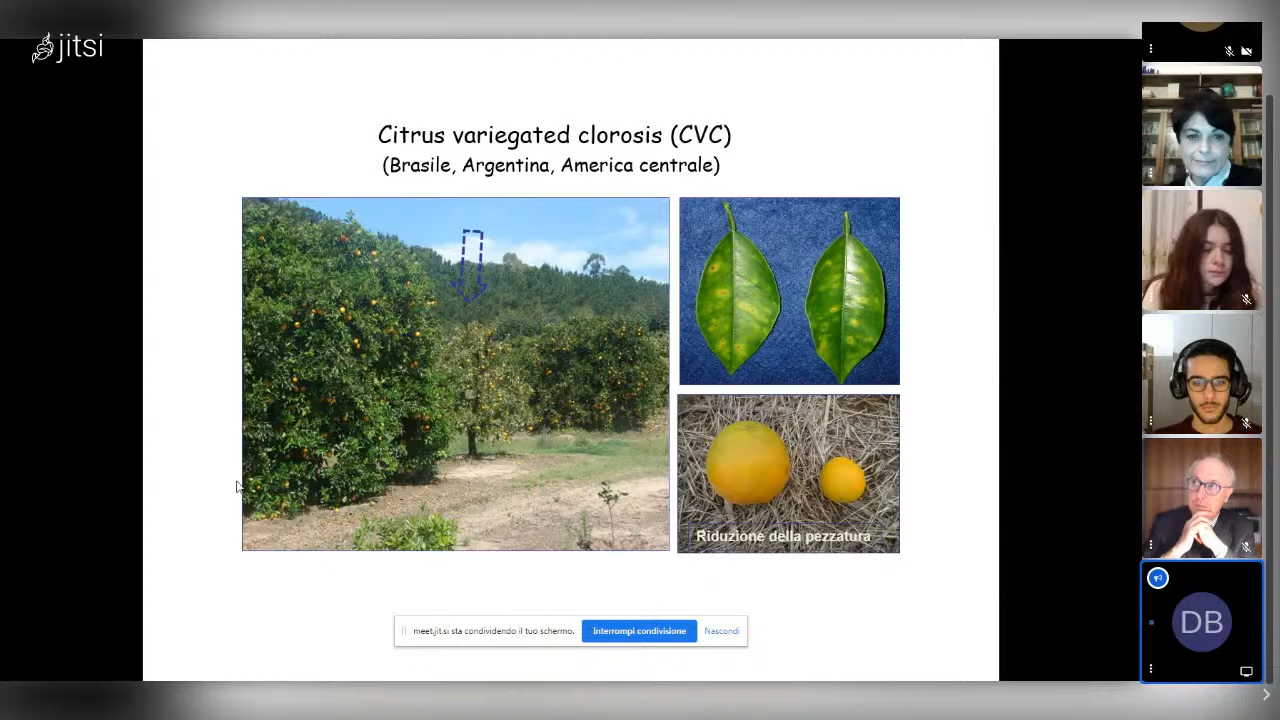 jitsi
Citrus variegated clorosis (CVC)
(Brasile, Argentina, America centrale)
Riduzione della pezzatura
meet.jit.si sta condividendo il tuo schermo.
Interrompi condivisione
Nascondi
DB